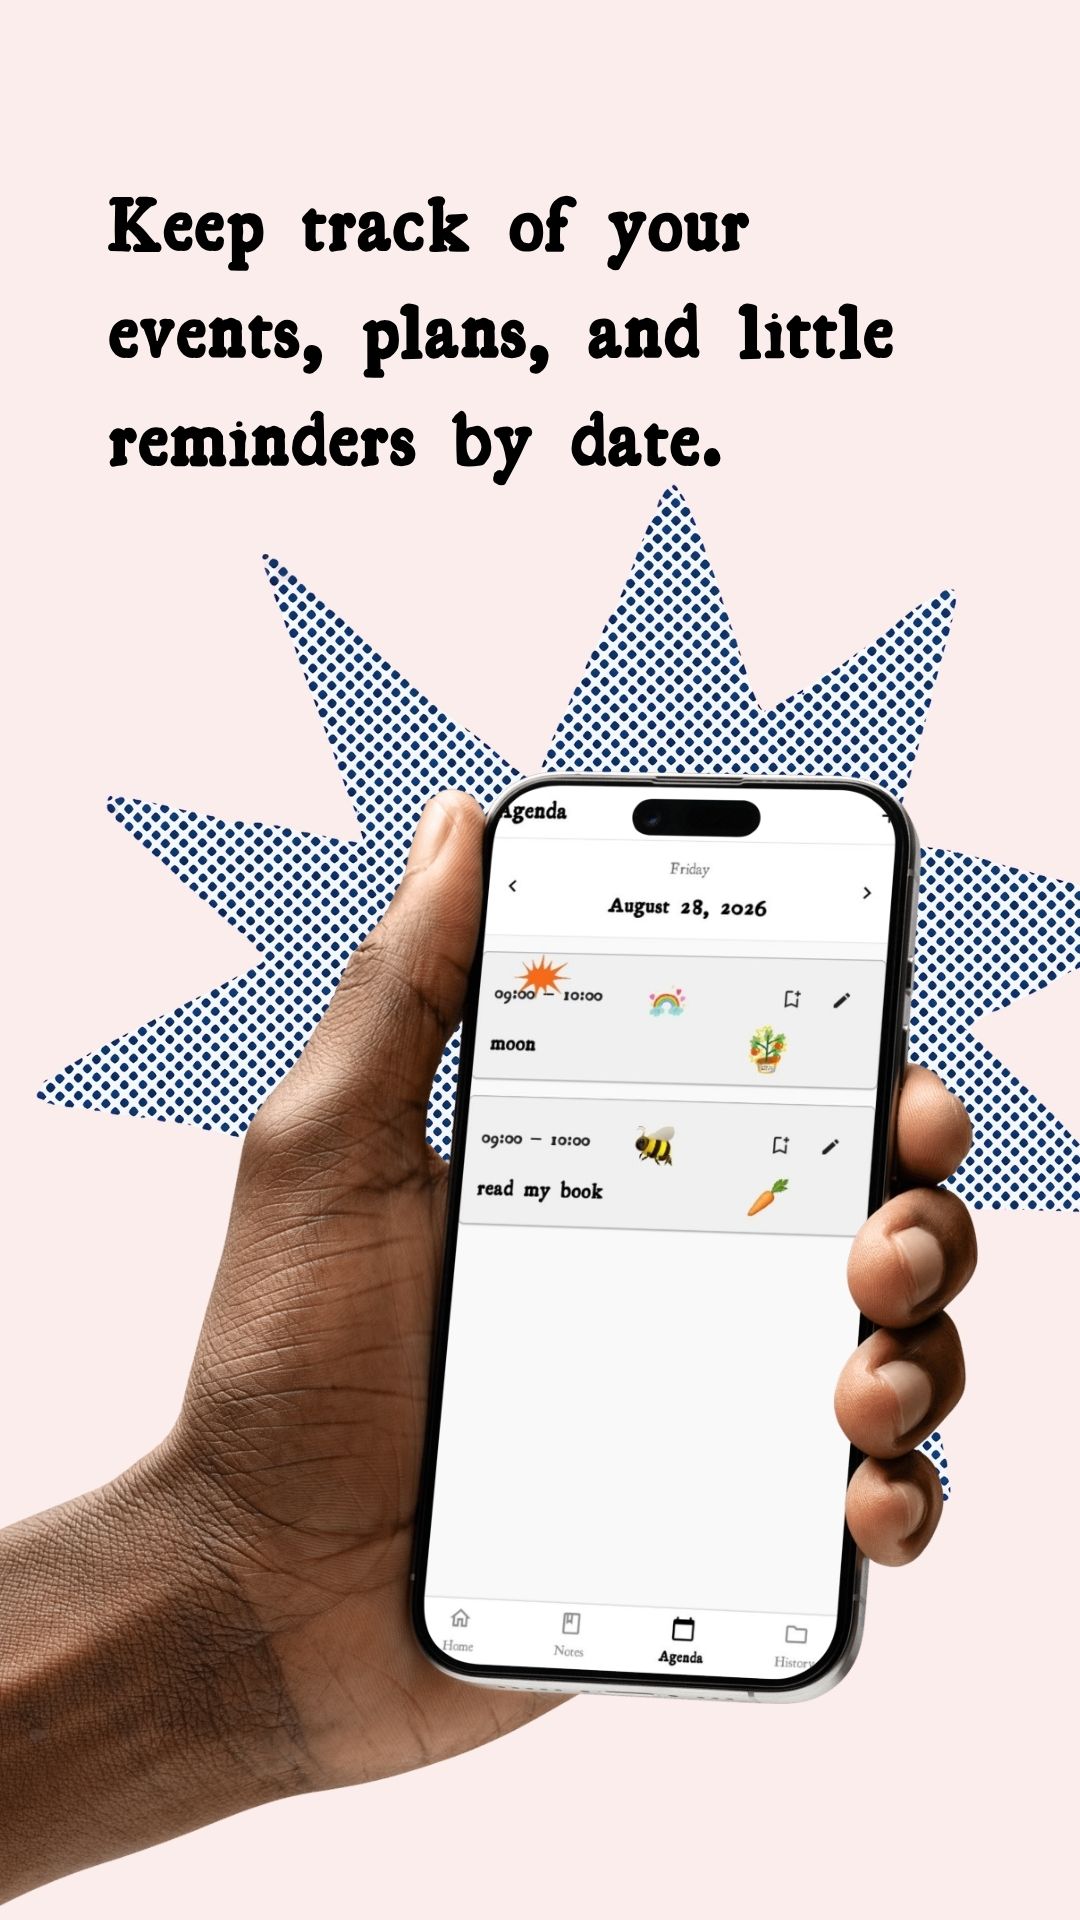 Keep track of your
events, plans, and little
reminders by date.
Agenda
Friday
August 28, 2026
09:00 – 10:00
moon
09:00 – 10:00
read my book
Home
Notes
Agenda
History